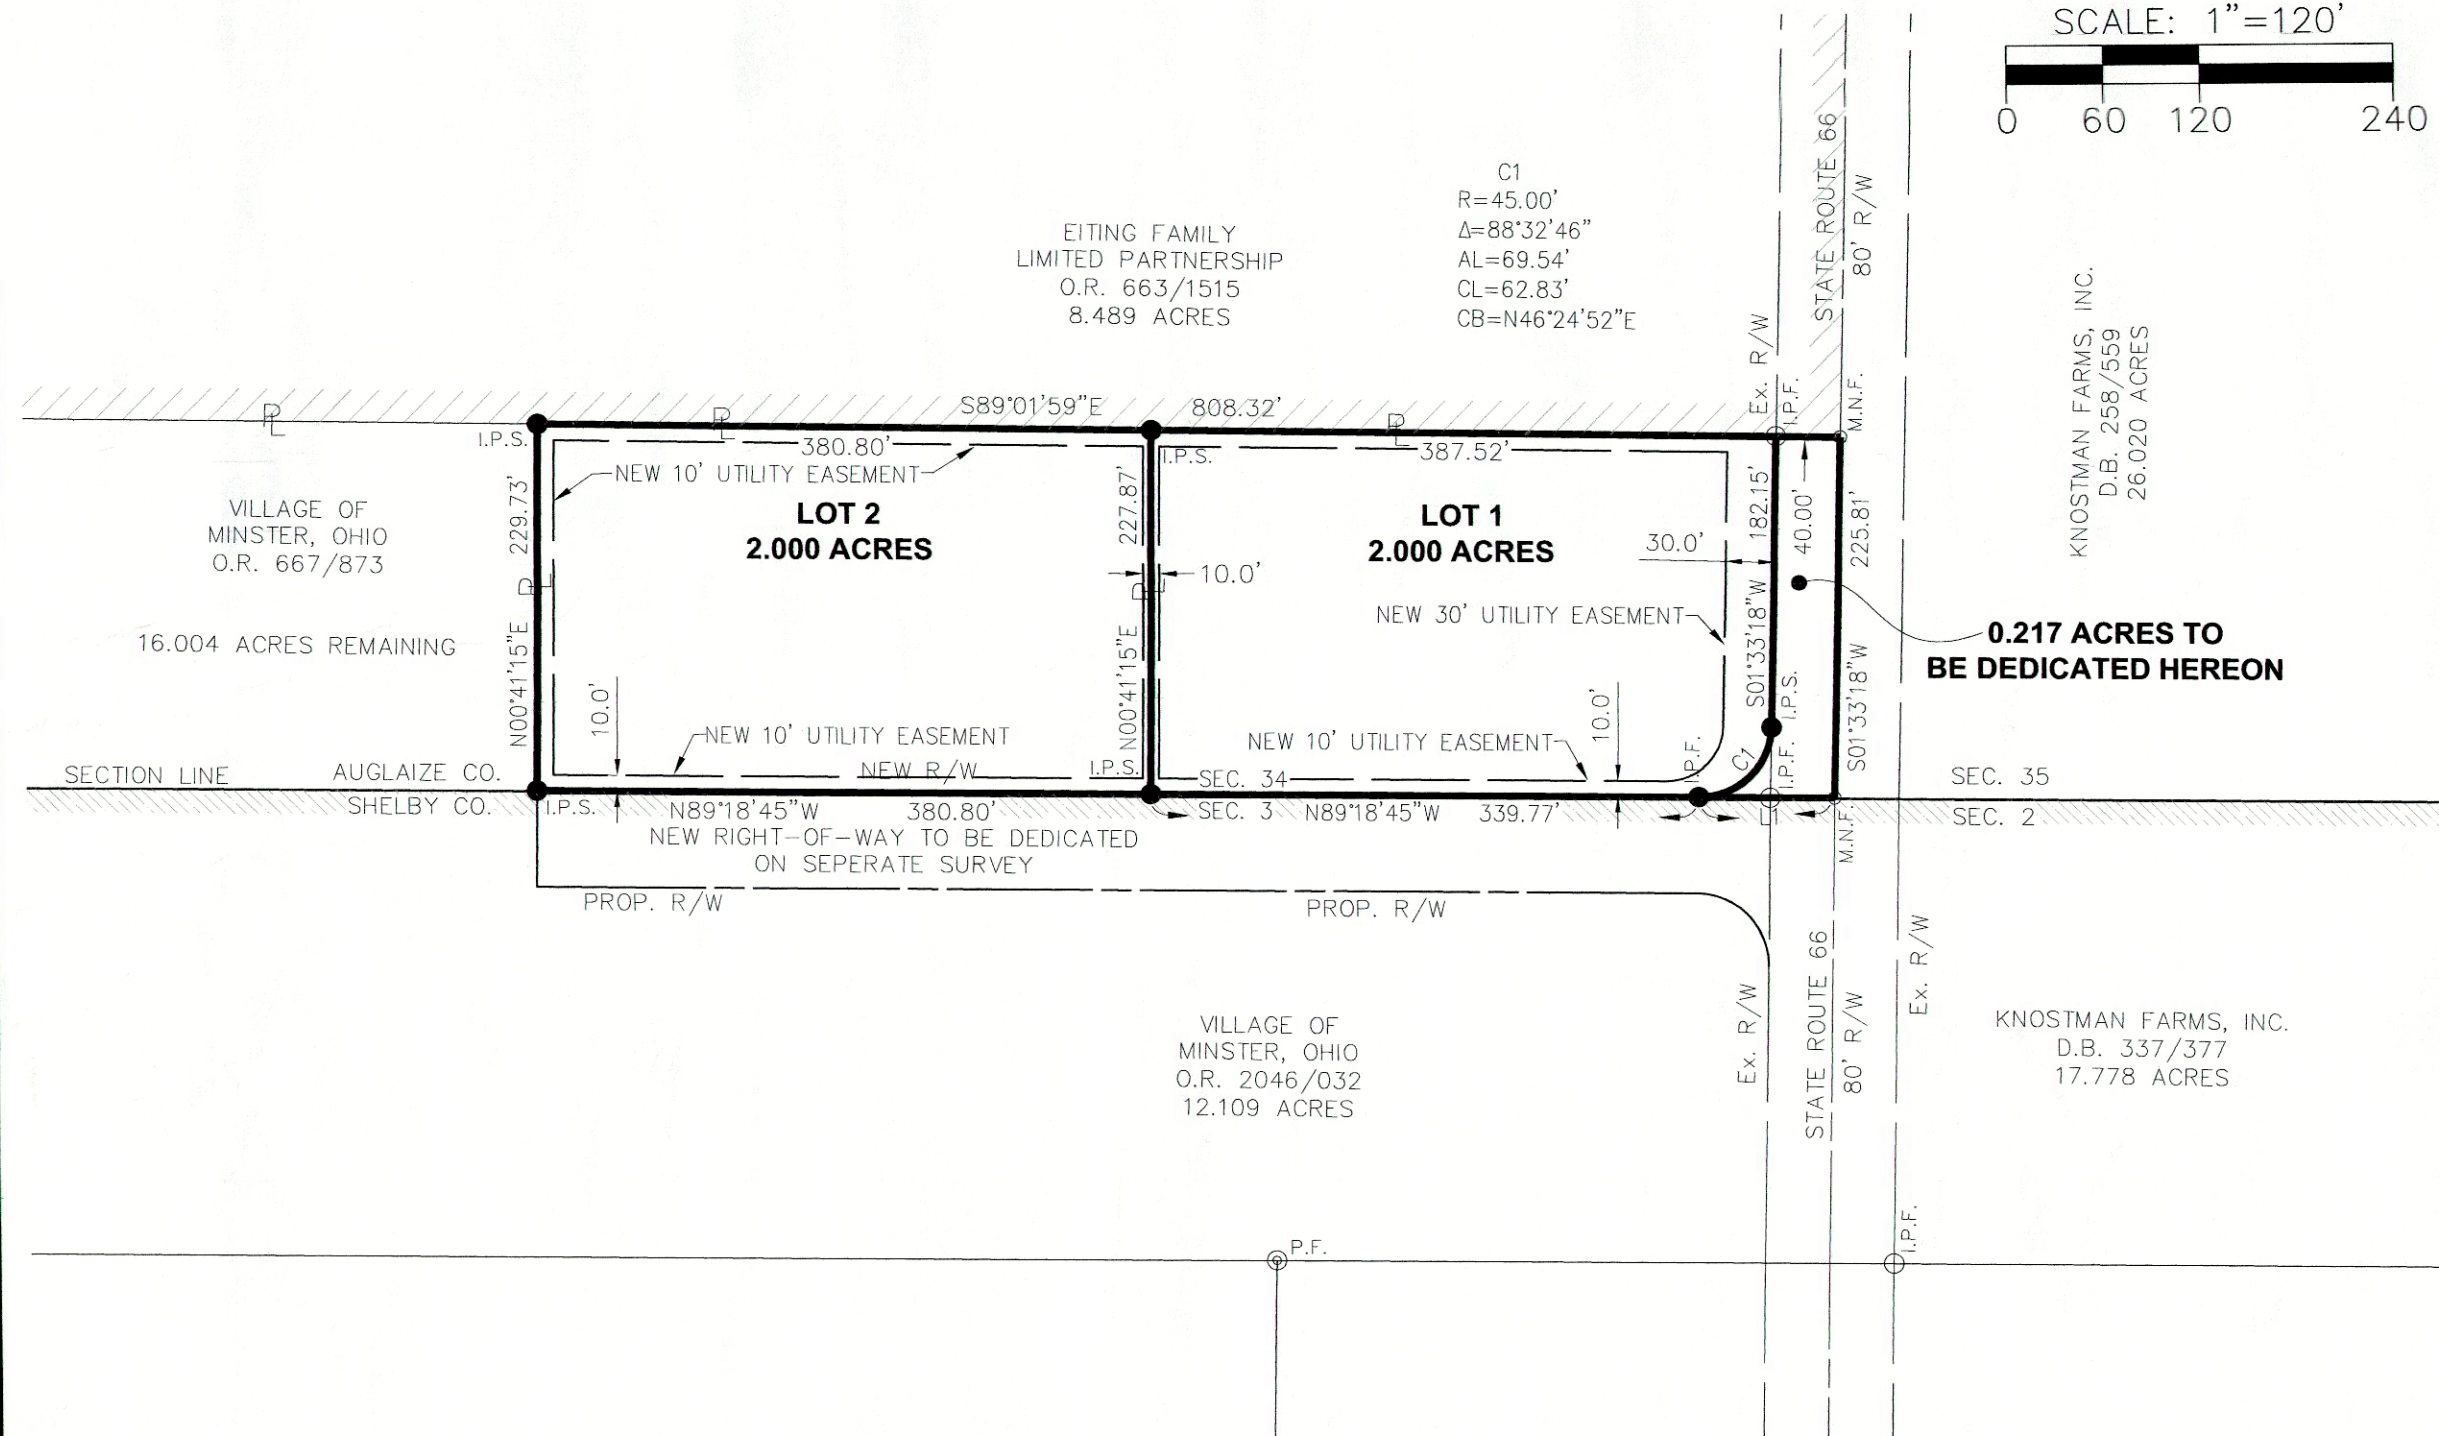 SCALE: 1"=120'
0 60 120 240
C1
R=45.00'
Δ=88°32'46"
AL=69.54'
CL=62.83'
CB=N46°24'52"E
EITING FAMILY
LIMITED PARTNERSHIP
O.R. 663/1515
8.489 ACRES
STATE ROUTE 66
80' R/W
Ex. R/W
I.P.F.
M.N.F.
KNOSTMAN FARMS, INC.
D.B. 258/559
26.020 ACRES
S89°01'59"E 808.32'
PL
PL
PL
I.P.S.
380.80'
I.P.S.
387.52'
NEW 10' UTILITY EASEMENT
VILLAGE OF
MINSTER, OHIO
O.R. 667/873
16.004 ACRES REMAINING
229.73'
PL
N00°41'15"E
LOT 2
2.000 ACRES
227.87'
PL
N00°41'15"E
10.0'
LOT 1
2.000 ACRES
30.0'
NEW 30' UTILITY EASEMENT
182.15'
S01°33'18"W
40.00'
I.P.S.
225.81'
S01°33'18"W
0.217 ACRES TO
BE DEDICATED HEREON
10.0'
NEW 10' UTILITY EASEMENT
NEW R/W
I.P.S.
NEW 10' UTILITY EASEMENT
10.0'
I.P.F.
C1
I.P.F.
SECTION LINE
AUGLAIZE CO.
SHELBY CO.
I.P.S.
SEC. 34
SEC. 3
SEC. 35
SEC. 2
N89°18'45"W 380.80'
N89°18'45"W 339.77'
L1
M.N.F.
NEW RIGHT-OF-WAY TO BE DEDICATED
ON SEPERATE SURVEY
PROP. R/W
PROP. R/W
Ex. R/W
STATE ROUTE 66
80' R/W
Ex. R/W
VILLAGE OF
MINSTER, OHIO
O.R. 2046/032
12.109 ACRES
KNOSTMAN FARMS, INC.
D.B. 337/377
17.778 ACRES
P.F.
I.P.F.